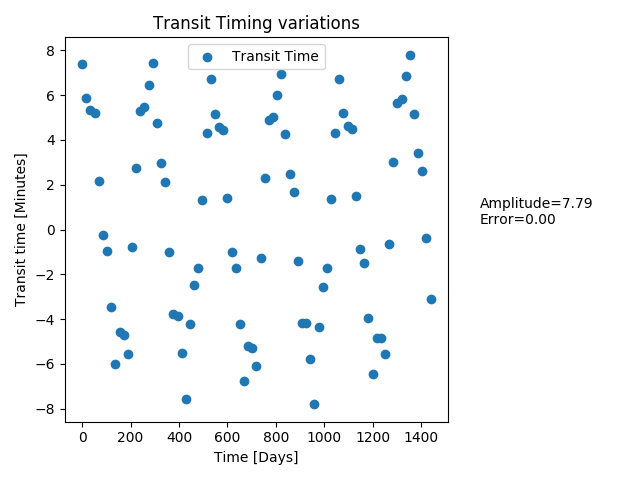 Transit Timing variations
Transit Time
8
6
4
2
0
−2
−4
−6
−8
Transit time [Minutes]
0 200 400 600 800 1000 1200 1400
Time [Days]
Amplitude=7.79
Error=0.00